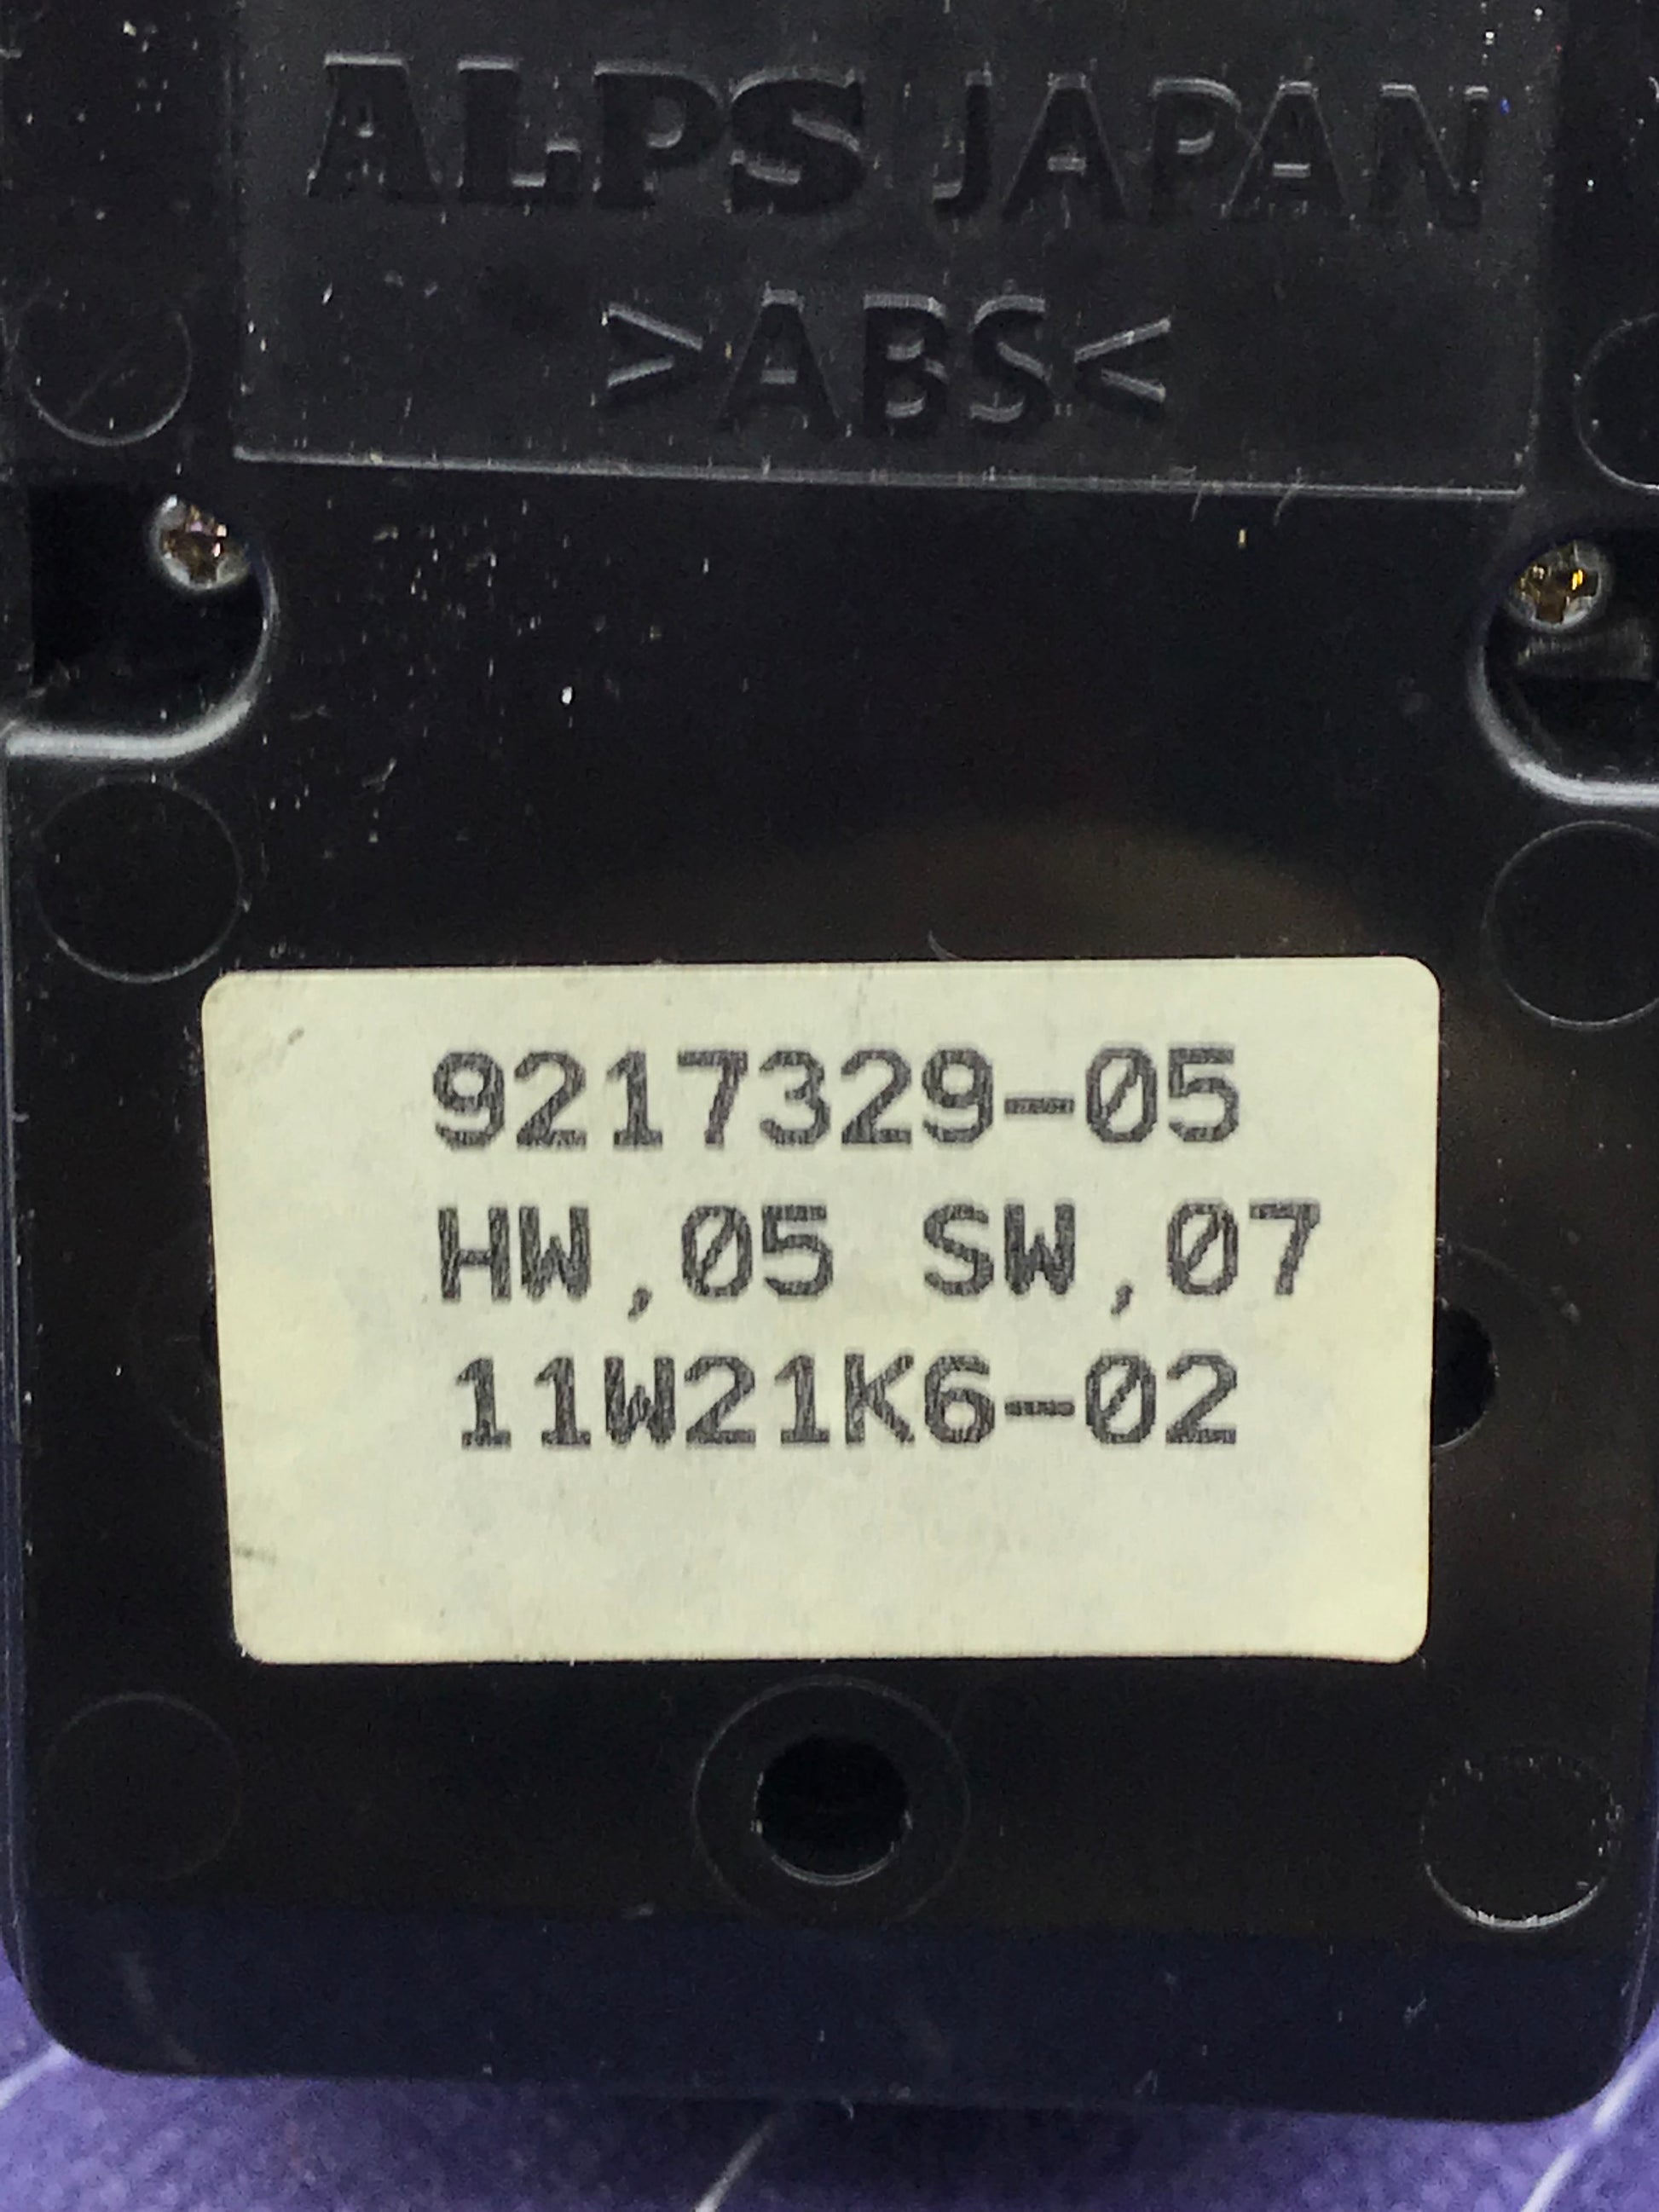 ALPS JAPAN
>ABS<
9217329-05
HW,05 SW,07
11W21K6-02